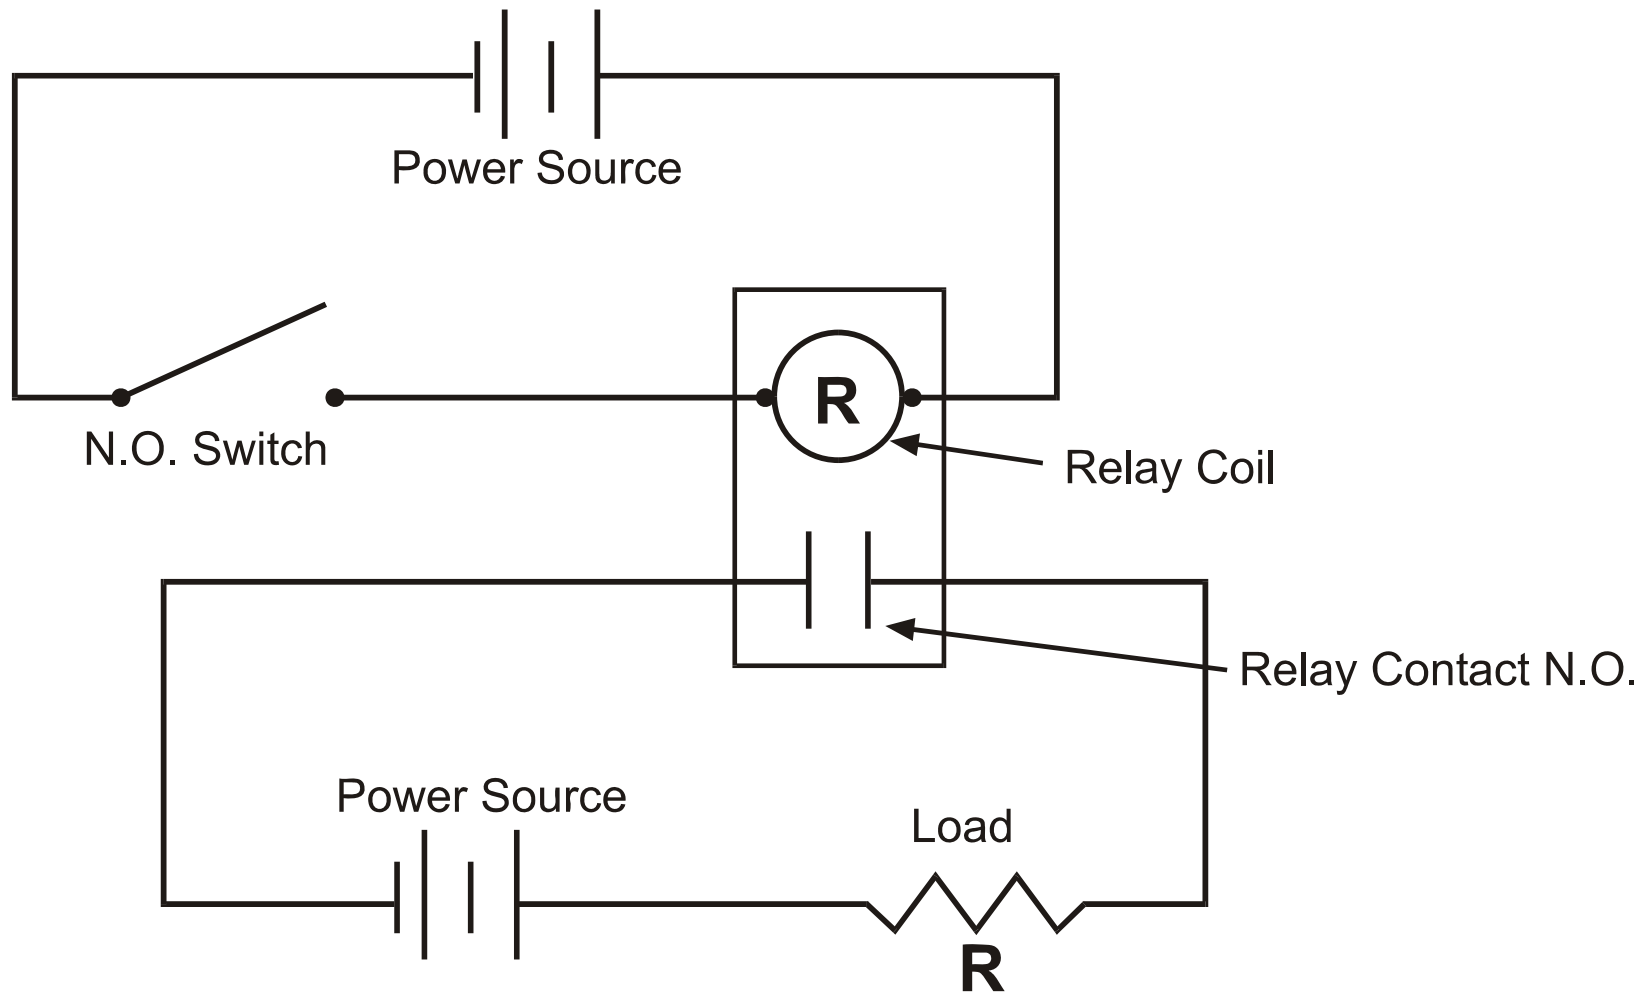 Power Source
R
N.O. Switch
Relay Coil
Relay Contact N.O.
Power Source
Load
R